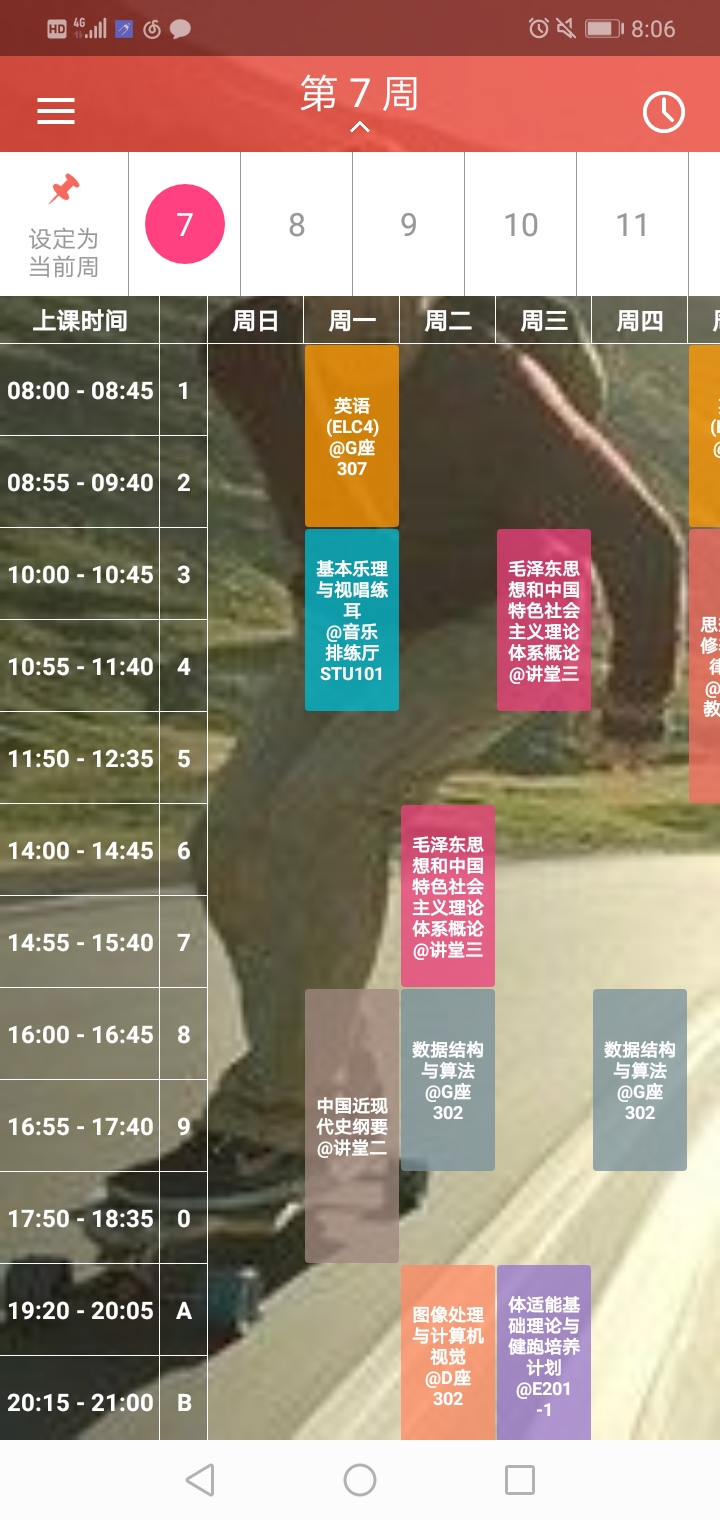 HD 4G 8:06
第 7 周
设定为
当前周
7 8 9 10 11
上课时间 周日 周一 周二 周三 周四
08:00 - 08:45 1
08:55 - 09:40 2
英语
(ELC4)
@G座
307
10:00 - 10:45 3
10:55 - 11:40 4
基本乐理
与视唱练
耳
@音乐
排练厅
STU101
毛泽东思
想和中国
特色社会
主义理论
体系概论
@讲堂三
11:50 - 12:35 5
14:00 - 14:45 6
14:55 - 15:40 7
毛泽东思
想和中国
特色社会
主义理论
体系概论
@讲堂三
16:00 - 16:45 8
16:55 - 17:40 9
17:50 - 18:35 0
中国近现
代史纲要
@讲堂二
数据结构
与算法
@G座
302
数据结构
与算法
@G座
302
19:20 - 20:05 A
20:15 - 21:00 B
图像处理
与计算机
视觉
@D座
302
体适能基
础理论与
健跑培养
计划
@E201
-1